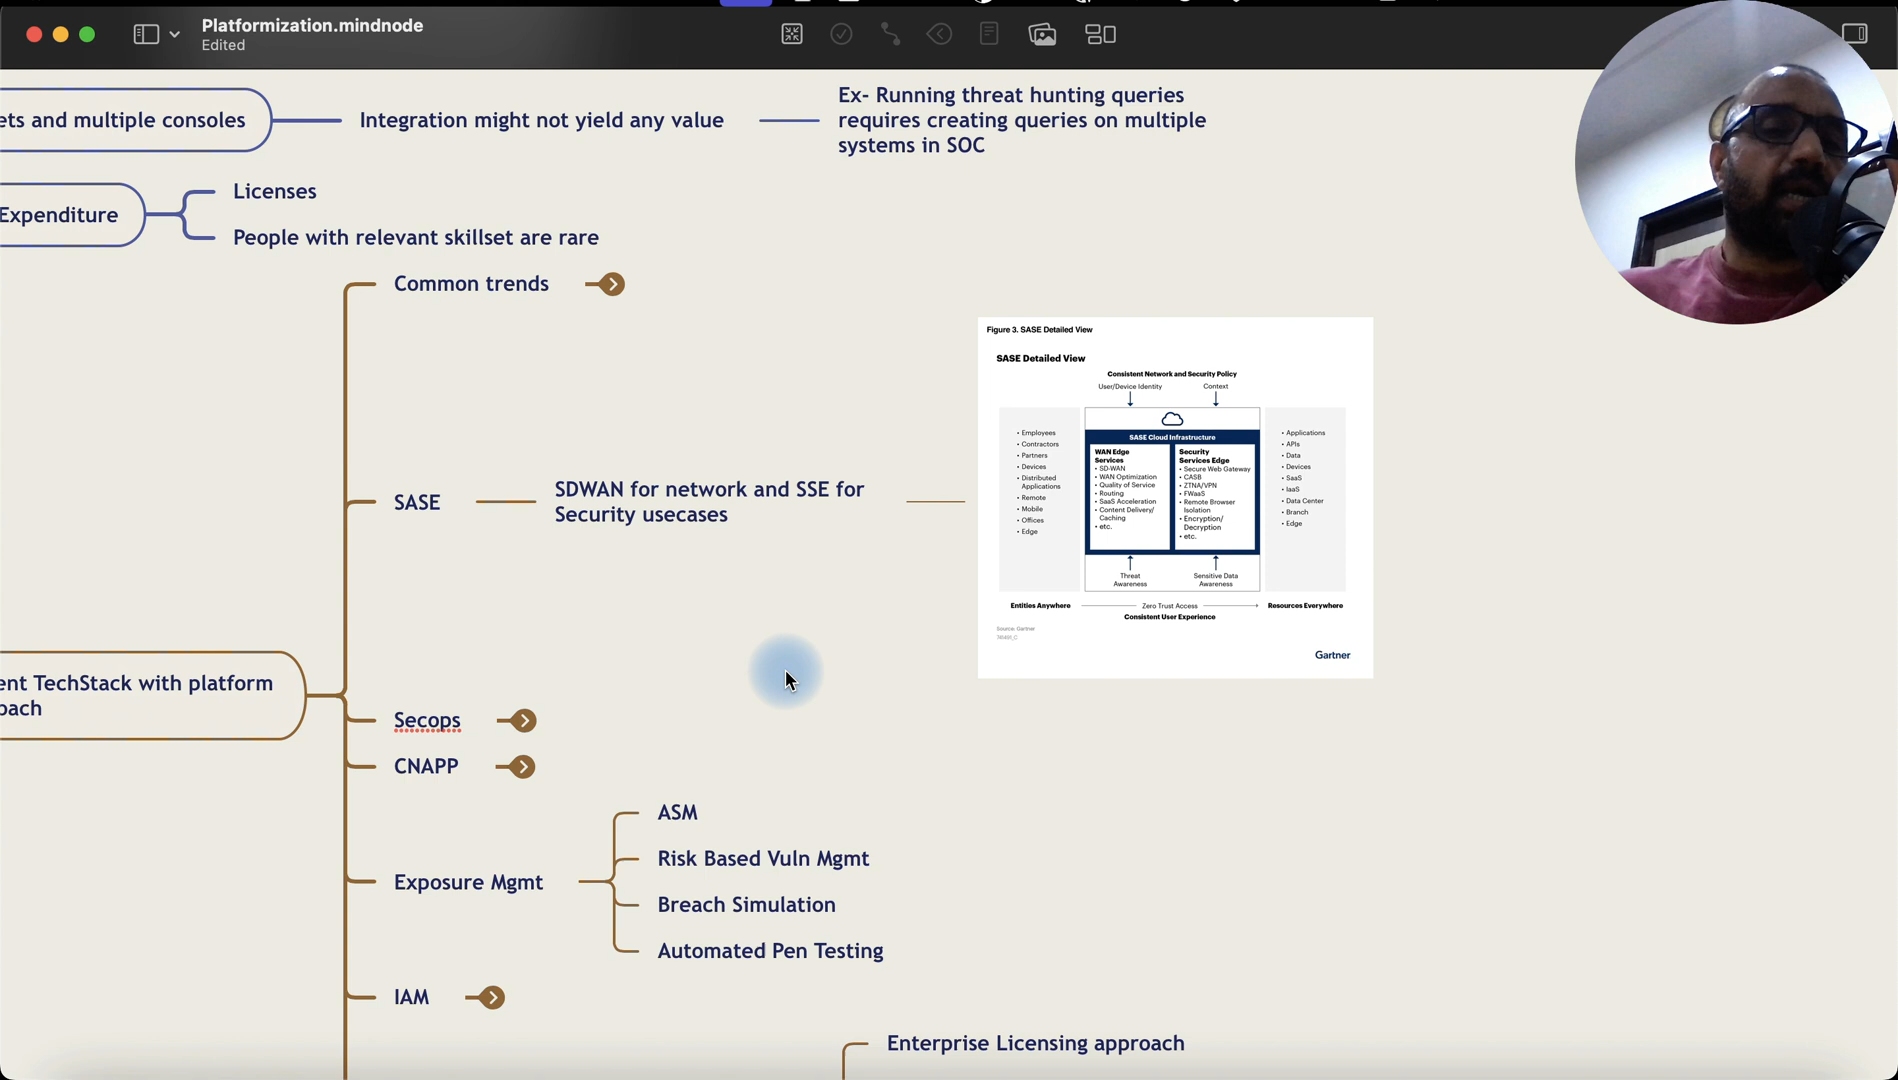 Platformization.mindnode
Edited
ets and multiple consoles
Integration might not yield any value
Ex- Running threat hunting queries
requires creating queries on multiple
systems in SOC
Expenditure
Licenses
People with relevant skillset are rare
Common trends
SASE
SDWAN for network and SSE for
Security usecases
Figure 3. SASE Detailed View
SASE Detailed View
Consistent Network and Security Policy
User/Device Identity
Context
• Employees
• Contractors
• Partners
• Devices
• Distributed
Applications
• Remote
• Mobile
• Offices
• Edge
SASE Cloud Infrastructure
WAN Edge
Services
• SD-WAN
• WAN Optimization
• Quality of Service
• Routing
• SaaS Acceleration
• Content Delivery/
Caching
• etc.
Security
Services Edge
• Secure Web Gateway
• CASB
• ZTNA/VPN
• FWaaS
• Remote Browser
Isolation
• Encryption/
Decryption
• etc.
• Applications
• APIs
• Data
• Devices
• SaaS
• IaaS
• Data Center
• Branch
• Edge
Threat
Awareness
Sensitive Data
Awareness
Entities Anywhere
Zero Trust Access
Resources Everywhere
Consistent User Experience
Source: Gartner
Gartner
ent TechStack with platform
oach
Secops
CNAPP
Exposure Mgmt
ASM
Risk Based Vuln Mgmt
Breach Simulation
Automated Pen Testing
IAM
Enterprise Licensing approach